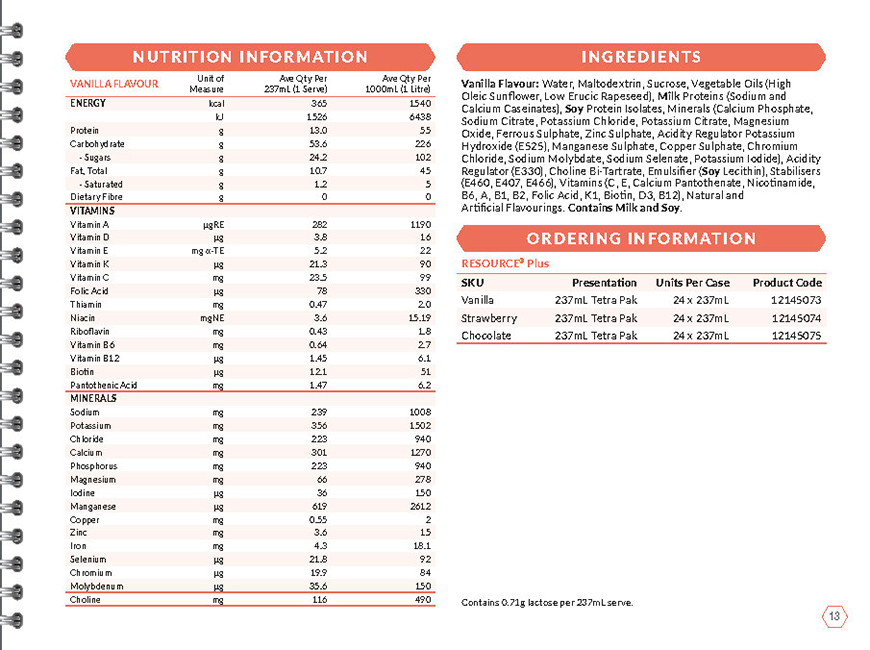 NUTRITION INFORMATION
VANILLA FLAVOUR Unit of Measure Ave Qty Per 237mL (1 Serve) Ave Qty Per 1000mL (1 Litre)
ENERGY kcal 365 1540
kJ 1526 6438
Protein g 13.0 55
Carbohydrate g 53.6 226
- Sugars g 24.2 102
Fat, Total g 10.7 45
- Saturated g 1.2 5
Dietary Fibre g 0 0
VITAMINS
Vitamin A µgRE 282 1190
Vitamin D µg 3.8 16
Vitamin E mg α-TE 5.2 22
Vitamin K µg 21.3 90
Vitamin C mg 23.5 99
Folic Acid µg 78 330
Thiamin mg 0.47 2.0
Niacin mgNE 3.6 15.19
Riboflavin mg 0.43 1.8
Vitamin B6 mg 0.64 2.7
Vitamin B12 µg 1.45 6.1
Biotin µg 12.1 51
Pantothenic Acid mg 1.47 6.2
MINERALS
Sodium mg 239 1008
Potassium mg 356 1502
Chloride mg 223 940
Calcium mg 301 1270
Phosphorus mg 223 940
Magnesium mg 66 278
Iodine µg 36 150
Manganese µg 619 2612
Copper mg 0.55 2
Zinc mg 3.6 15
Iron mg 4.3 18.1
Selenium µg 21.8 92
Chromium µg 19.9 84
Molybdenum µg 35.6 150
Choline mg 116 490
INGREDIENTS
Vanilla Flavour: Water, Maltodextrin, Sucrose, Vegetable Oils (High
Oleic Sunflower, Low Erucic Rapeseed), Milk Proteins (Sodium and
Calcium Caseinates), Soy Protein Isolates, Minerals (Calcium Phosphate,
Sodium Citrate, Potassium Chloride, Potassium Citrate, Magnesium
Oxide, Ferrous Sulphate, Zinc Sulphate, Acidity Regulator Potassium
Hydroxide (E525), Manganese Sulphate, Copper Sulphate, Chromium
Chloride, Sodium Molybdate, Sodium Selenate, Potassium Iodide), Acidity
Regulator (E330), Choline Bi-Tartrate, Emulsifier (Soy Lecithin), Stabilisers
(E460, E407, E466), Vitamins (C, E, Calcium Pantothenate, Nicotinamide,
B6, A, B1, B2, Folic Acid, K1, Biotin, D3, B12), Natural and
Artificial Flavourings. Contains Milk and Soy.
ORDERING INFORMATION
RESOURCE® Plus
SKU Presentation Units Per Case Product Code
Vanilla 237mL Tetra Pak 24 x 237mL 12145073
Strawberry 237mL Tetra Pak 24 x 237mL 12145074
Chocolate 237mL Tetra Pak 24 x 237mL 12145075
Contains 0.71g lactose per 237mL serve.
13